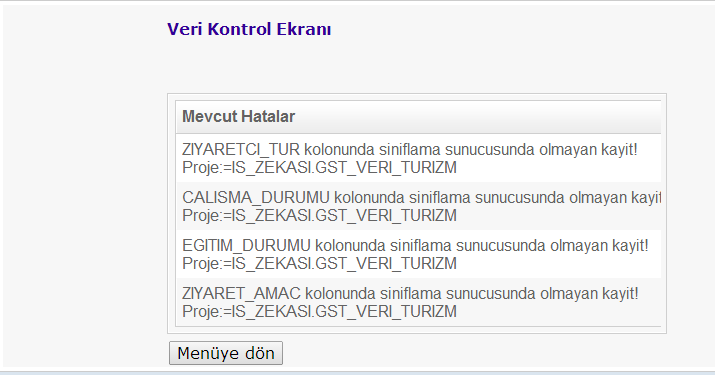 Veri Kontrol Ekranı
Mevcut Hatalar
ZIYARETCI_TUR kolonunda siniflama sunucusunda olmayan kayit!
Proje:=IS_ZEKASI.GST_VERI_TURIZM
CALISMA_DURUMU kolonunda siniflama sunucusunda olmayan kayit
Proje:=IS_ZEKASI.GST_VERI_TURIZM
EGITIM_DURUMU kolonunda siniflama sunucusunda olmayan kayit!
Proje:=IS_ZEKASI.GST_VERI_TURIZM
ZIYARET_AMAC kolonunda siniflama sunucusunda olmayan kayit!
Proje:=IS_ZEKASI.GST_VERI_TURIZM
Menüye dön